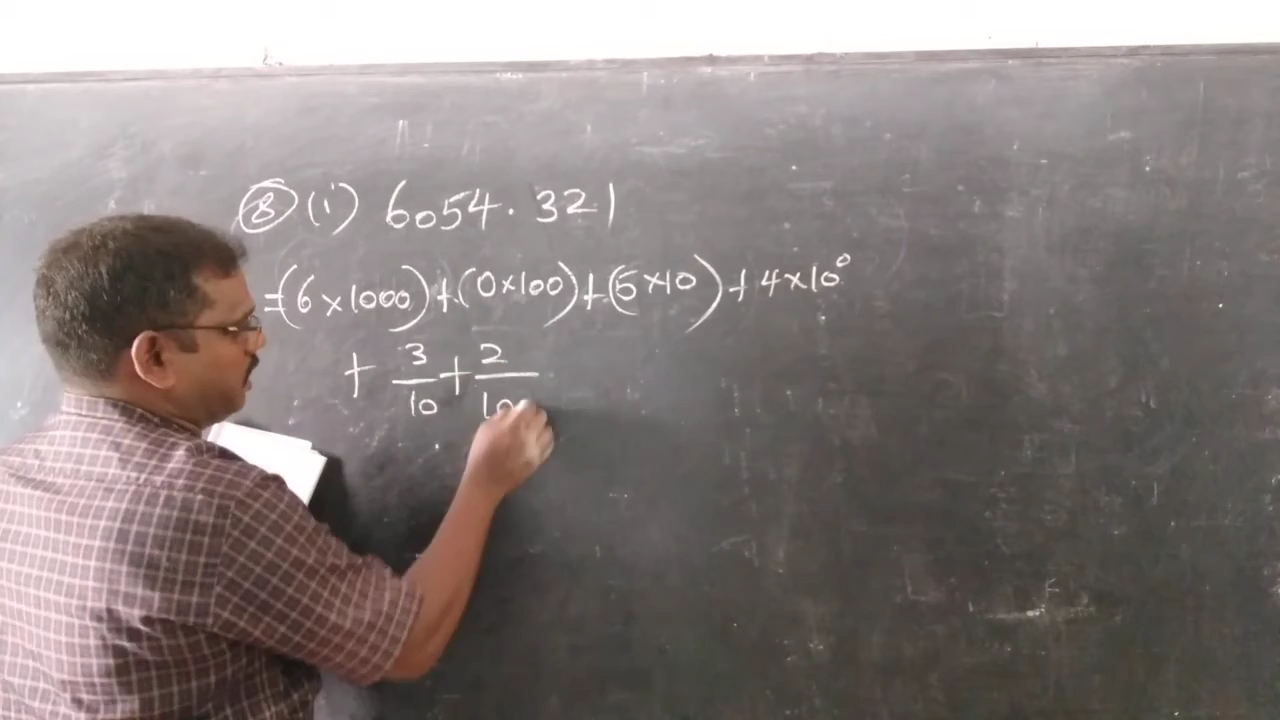 ⑧ (i) 6054.321
=(6×1000)+(0×100)+(5×10)+4×10⁰
+ 3/10 + 2/10